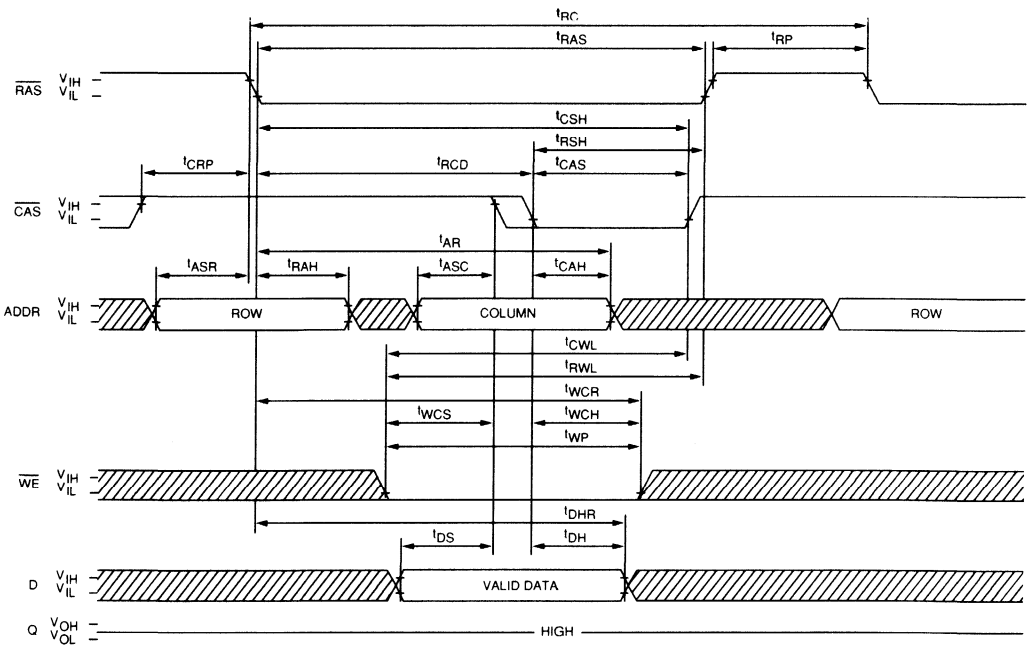 tRC
tRAS
tRP
RAS VIH VIL
tCSH
tRSH
tCRP tRCD tCAS
CAS VIH VIL
tAR
tASR tRAH tASC tCAH
ADDR VIH VIL ROW COLUMN ROW
tCWL
tRWL
tWCR
tWCS tWCH
tWP
WE VIH VIL
tDHR
tDS tDH
D VIH VIL VALID DATA
Q VOH VOL HIGH